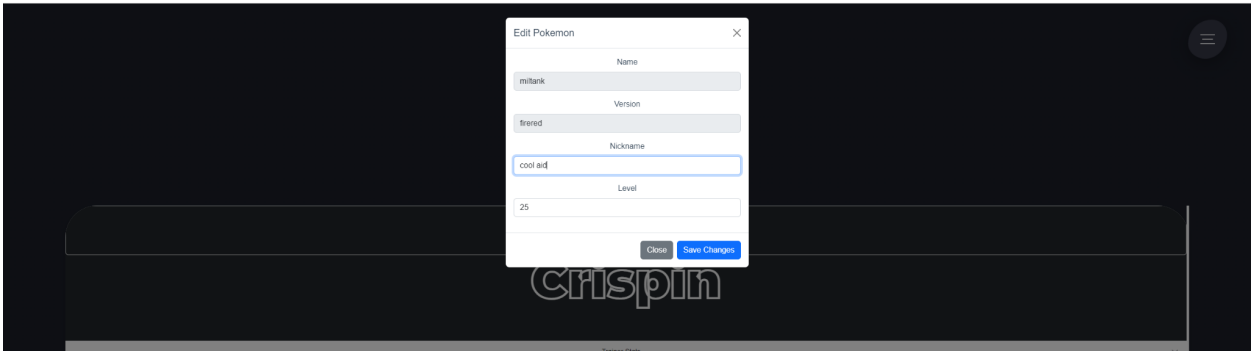 Edit Pokemon
Name
miltank
Version
firered
Nickname
cool aid
Level
25
Close Save Changes
Crispin